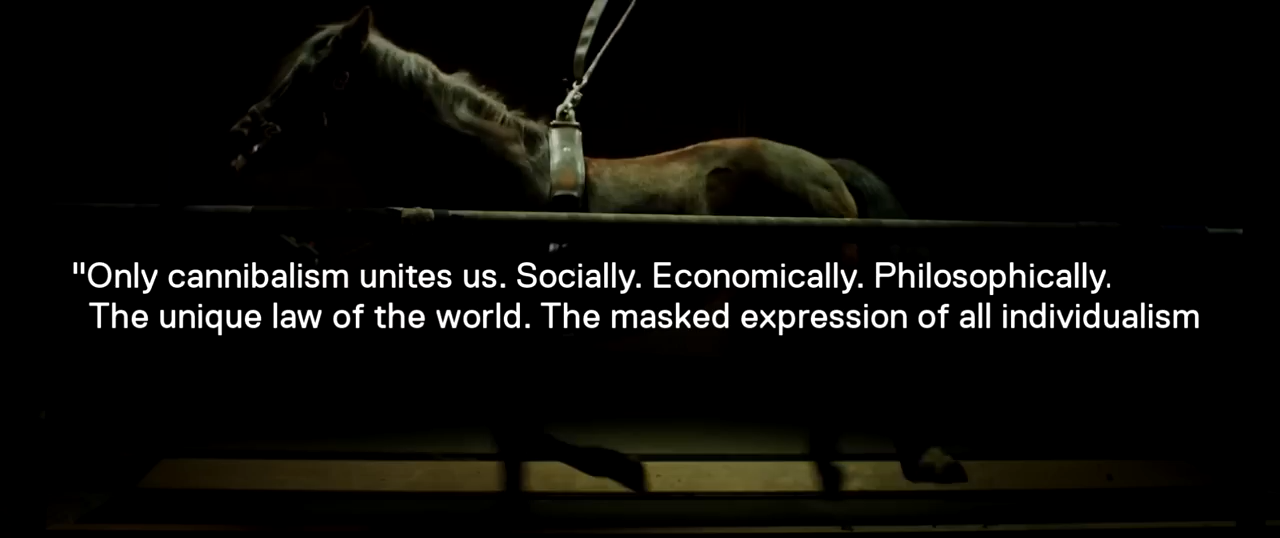 "Only cannibalism unites us. Socially. Economically. Philosophically.
The unique law of the world. The masked expression of all individualism